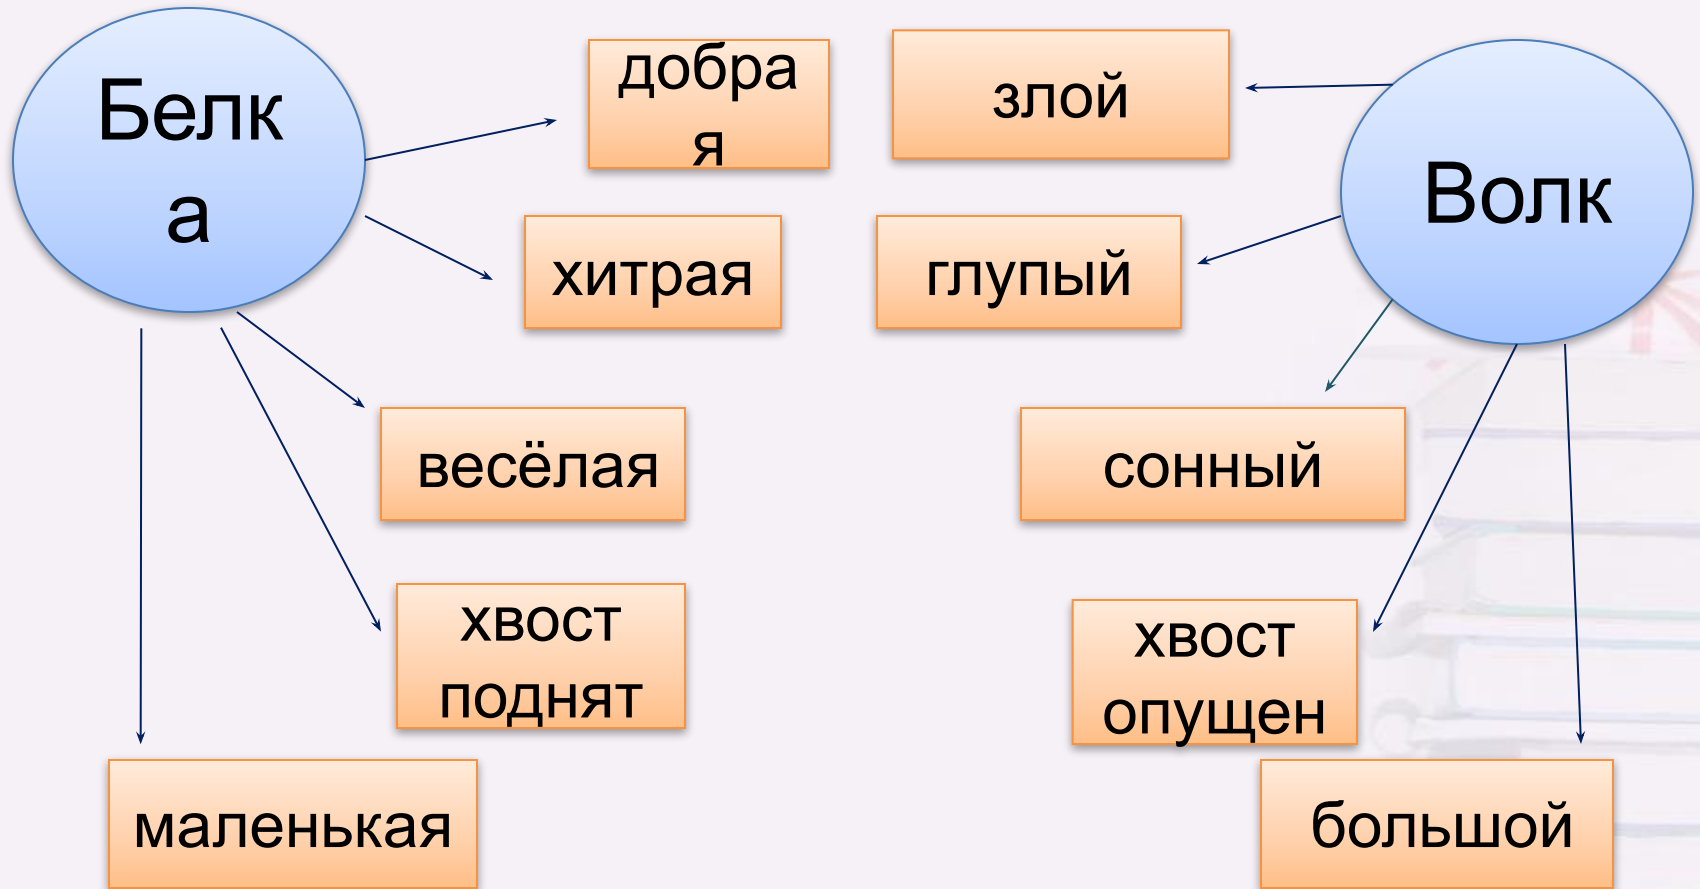 Белк
а
добра
я
хитрая
весёлая
хвост
поднят
маленькая
Волк
злой
глупый
сонный
хвост
опущен
большой